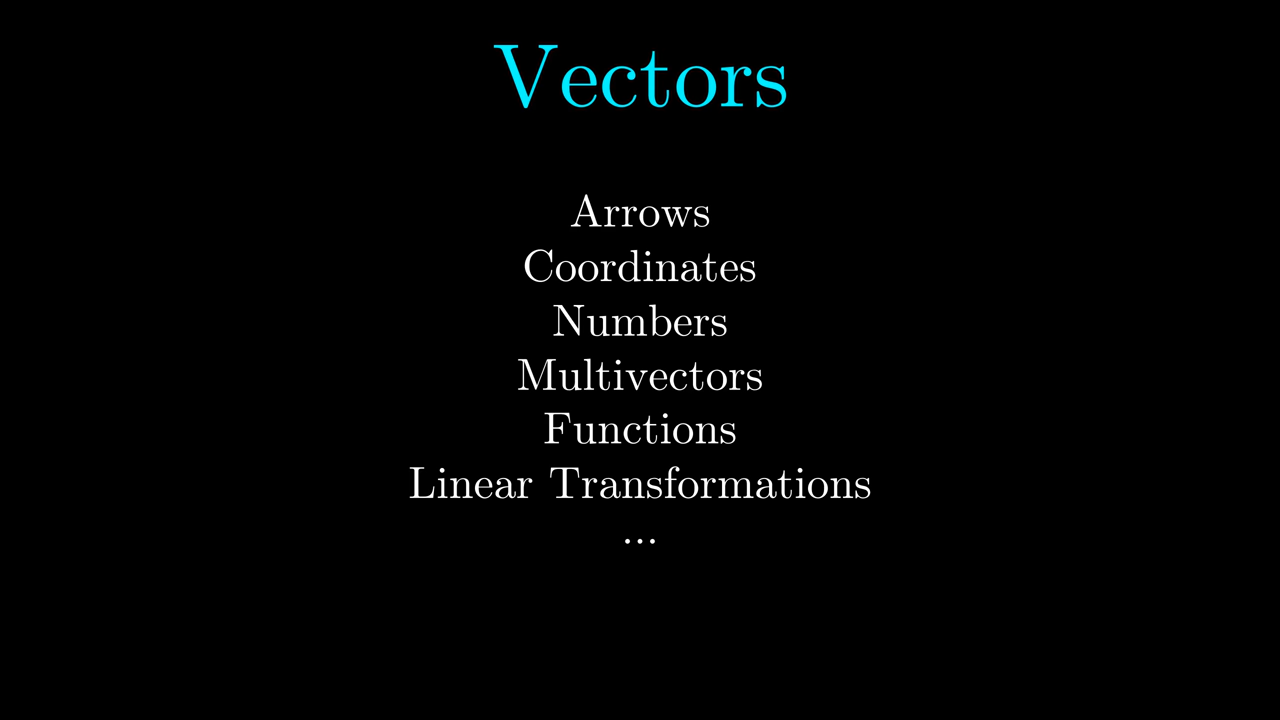 Vectors
Arrows
Coordinates
Numbers
Multivectors
Functions
Linear Transformations
...